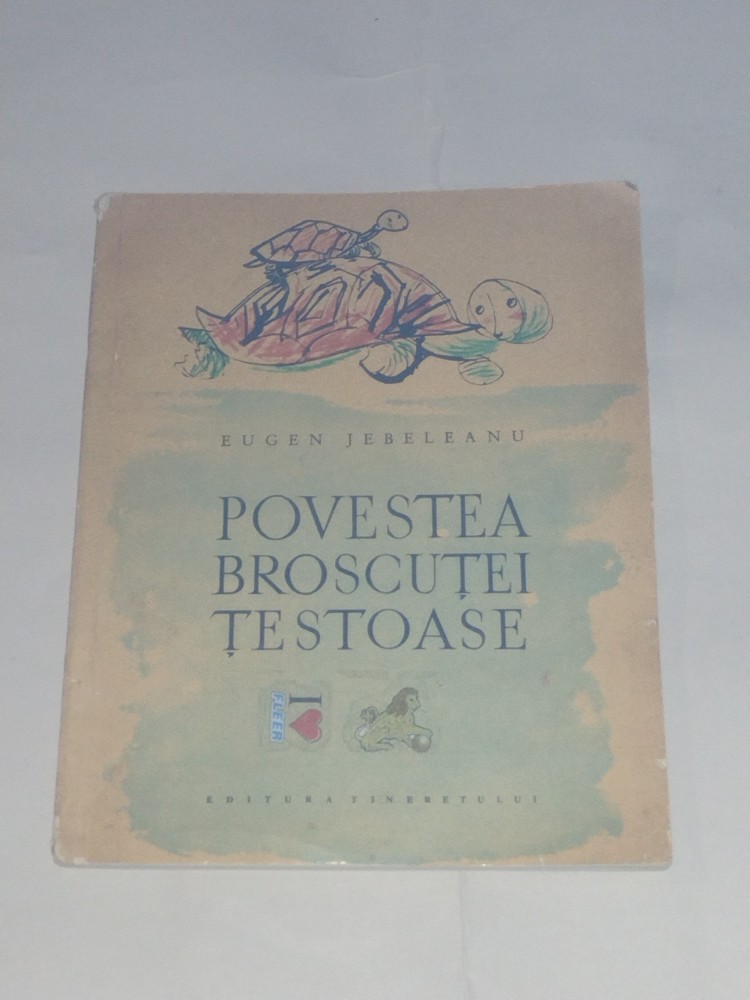 EUGEN JEBELEANU
POVESTEA
BROSCUȚEI
ȚESTOASE
I ♥
FLEER
EDITURA TINERETULUI